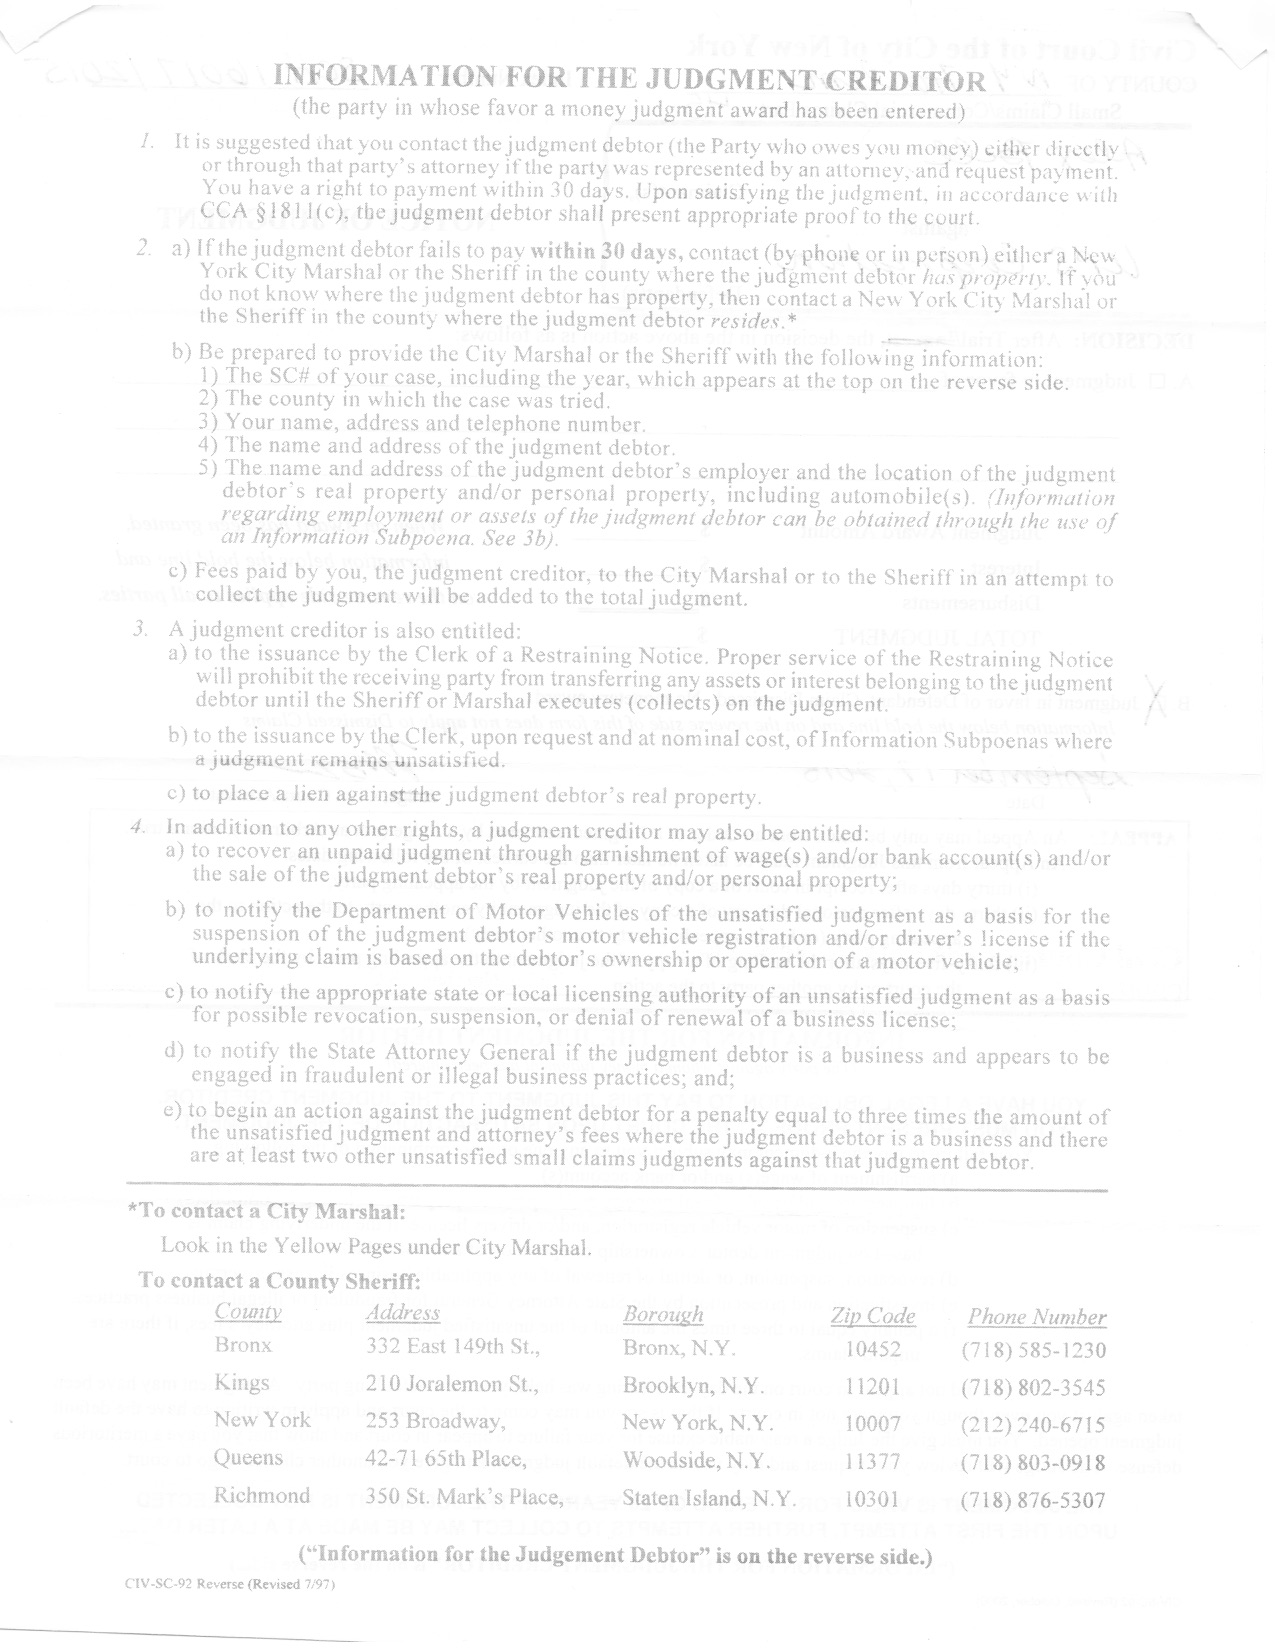 INFORMATION FOR THE JUDGMENT CREDITOR
(the party in whose favor a money judgment award has been entered)
1. It is suggested that you contact the judgment debtor (the Party who owes you money) either directly
or through that party's attorney if the party was represented by an attorney, and request payment.
You have a right to payment within 30 days. Upon satisfying the judgment, in accordance with
CCA §1811(c), the judgment debtor shall present appropriate proof to the court.
2. a) If the judgment debtor fails to pay within 30 days, contact (by phone or in person) either a New
York City Marshal or the Sheriff in the county where the judgment debtor has property. If you
do not know where the judgment debtor has property, then contact a New York City Marshal or
the Sheriff in the county where the judgment debtor resides.*
b) Be prepared to provide the City Marshal or the Sheriff with the following information:
1) The SC# of your case, including the year, which appears at the top on the reverse side.
2) The county in which the case was tried.
3) Your name, address and telephone number.
4) The name and address of the judgment debtor.
5) The name and address of the judgment debtor's employer and the location of the judgment
debtor's real property and/or personal property, including automobile(s). (Information
regarding employment or assets of the judgment debtor can be obtained through the use of
an Information Subpoena. See 3b).
c) Fees paid by you, the judgment creditor, to the City Marshal or to the Sheriff in an attempt to
collect the judgment will be added to the total judgment.
3. A judgment creditor is also entitled:
a) to the issuance by the Clerk of a Restraining Notice. Proper service of the Restraining Notice
will prohibit the receiving party from transferring any assets or interest belonging to the judgment
debtor until the Sheriff or Marshal executes (collects) on the judgment.
b) to the issuance by the Clerk, upon request and at nominal cost, of Information Subpoenas where
a judgment remains unsatisfied.
c) to place a lien against the judgment debtor's real property.
4. In addition to any other rights, a judgment creditor may also be entitled:
a) to recover an unpaid judgment through garnishment of wage(s) and/or bank account(s) and/or
the sale of the judgment debtor's real property and/or personal property;
b) to notify the Department of Motor Vehicles of the unsatisfied judgment as a basis for the
suspension of the judgment debtor's motor vehicle registration and/or driver's license if the
underlying claim is based on the debtor's ownership or operation of a motor vehicle;
c) to notify the appropriate state or local licensing authority of an unsatisfied judgment as a basis
for possible revocation, suspension, or denial of renewal of a business license;
d) to notify the State Attorney General if the judgment debtor is a business and appears to be
engaged in fraudulent or illegal business practices; and;
e) to begin an action against the judgment debtor for a penalty equal to three times the amount of
the unsatisfied judgment and attorney's fees where the judgment debtor is a business and there
are at least two other unsatisfied small claims judgments against that judgment debtor.
*To contact a City Marshal:
Look in the Yellow Pages under City Marshal.
To contact a County Sheriff:
County Address Borough Zip Code Phone Number
Bronx 332 East 149th St., Bronx, N.Y. 10452 (718) 585-1230
Kings 210 Joralemon St., Brooklyn, N.Y. 11201 (718) 802-3545
New York 253 Broadway, New York, N.Y. 10007 (212) 240-6715
Queens 42-71 65th Place, Woodside, N.Y. 11377 (718) 803-0918
Richmond 350 St. Mark's Place, Staten Island, N.Y. 10301 (718) 876-5307
("Information for the Judgement Debtor" is on the reverse side.)
CIV-SC-92 Reverse (Revised 7/97)